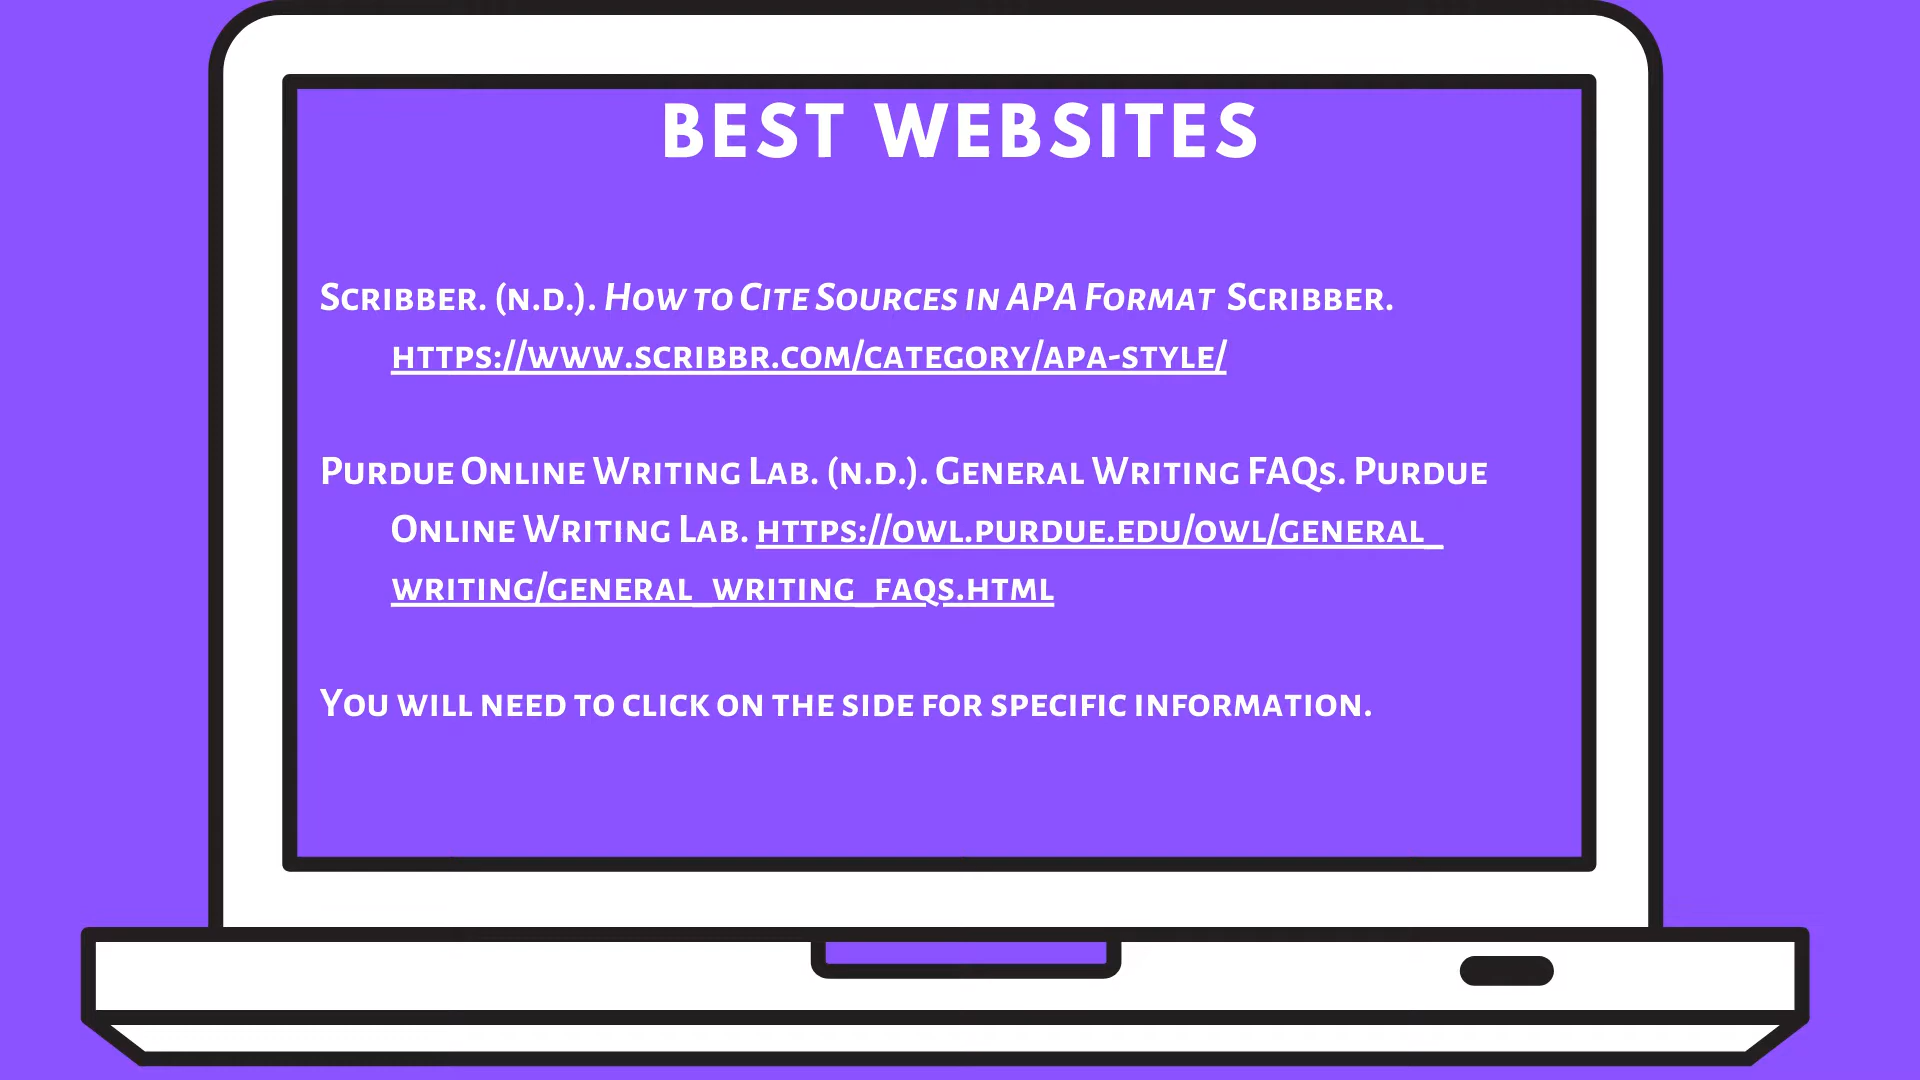 BEST WEBSITES
Scribber. (n.d.). How to Cite Sources in APA Format Scribber.
https://www.scribbr.com/category/apa-style/
Purdue Online Writing Lab. (n.d.). General Writing FAQs. Purdue
Online Writing Lab. https://owl.purdue.edu/owl/general_
writing/general_writing_faqs.html
You will need to click on the side for specific information.